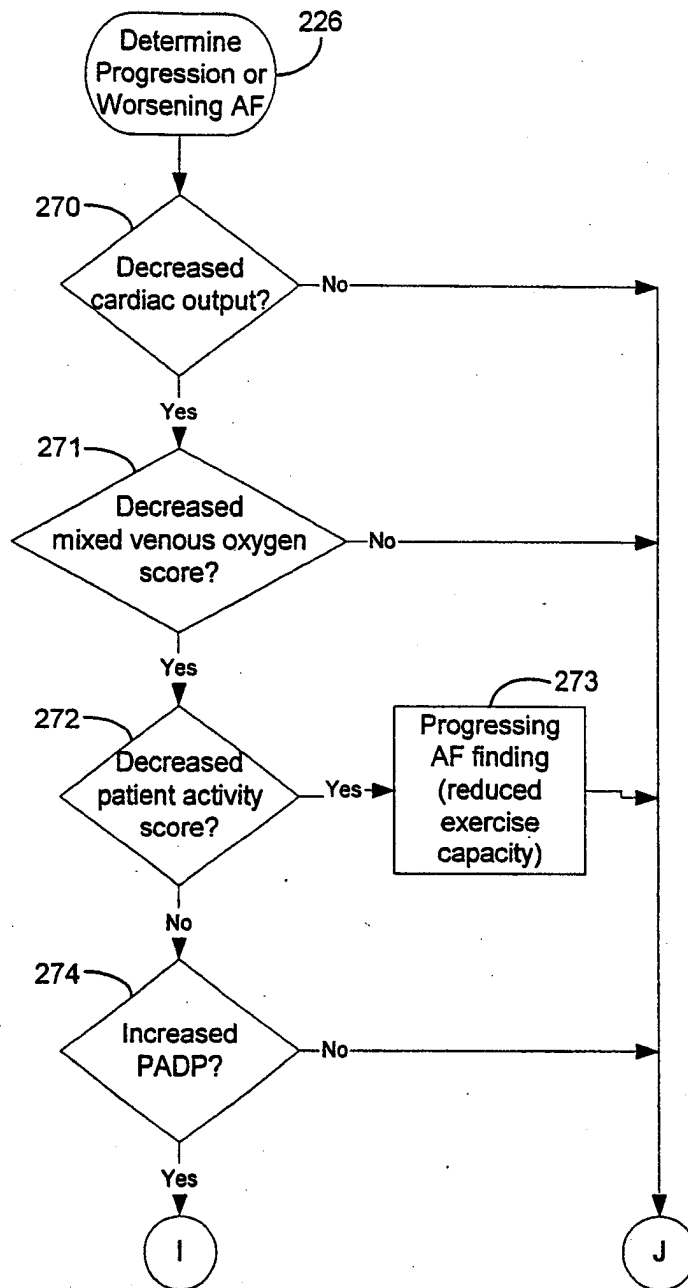 226
Determine
Progression or
Worsening AF
270
Decreased
cardiac output?
No
Yes
271
Decreased
mixed venous oxygen
score?
No
Yes
272
Decreased
patient activity
score?
Yes
273
Progressing
AF finding
(reduced
exercise
capacity)
No
274
Increased
PADP?
No
Yes
I
J